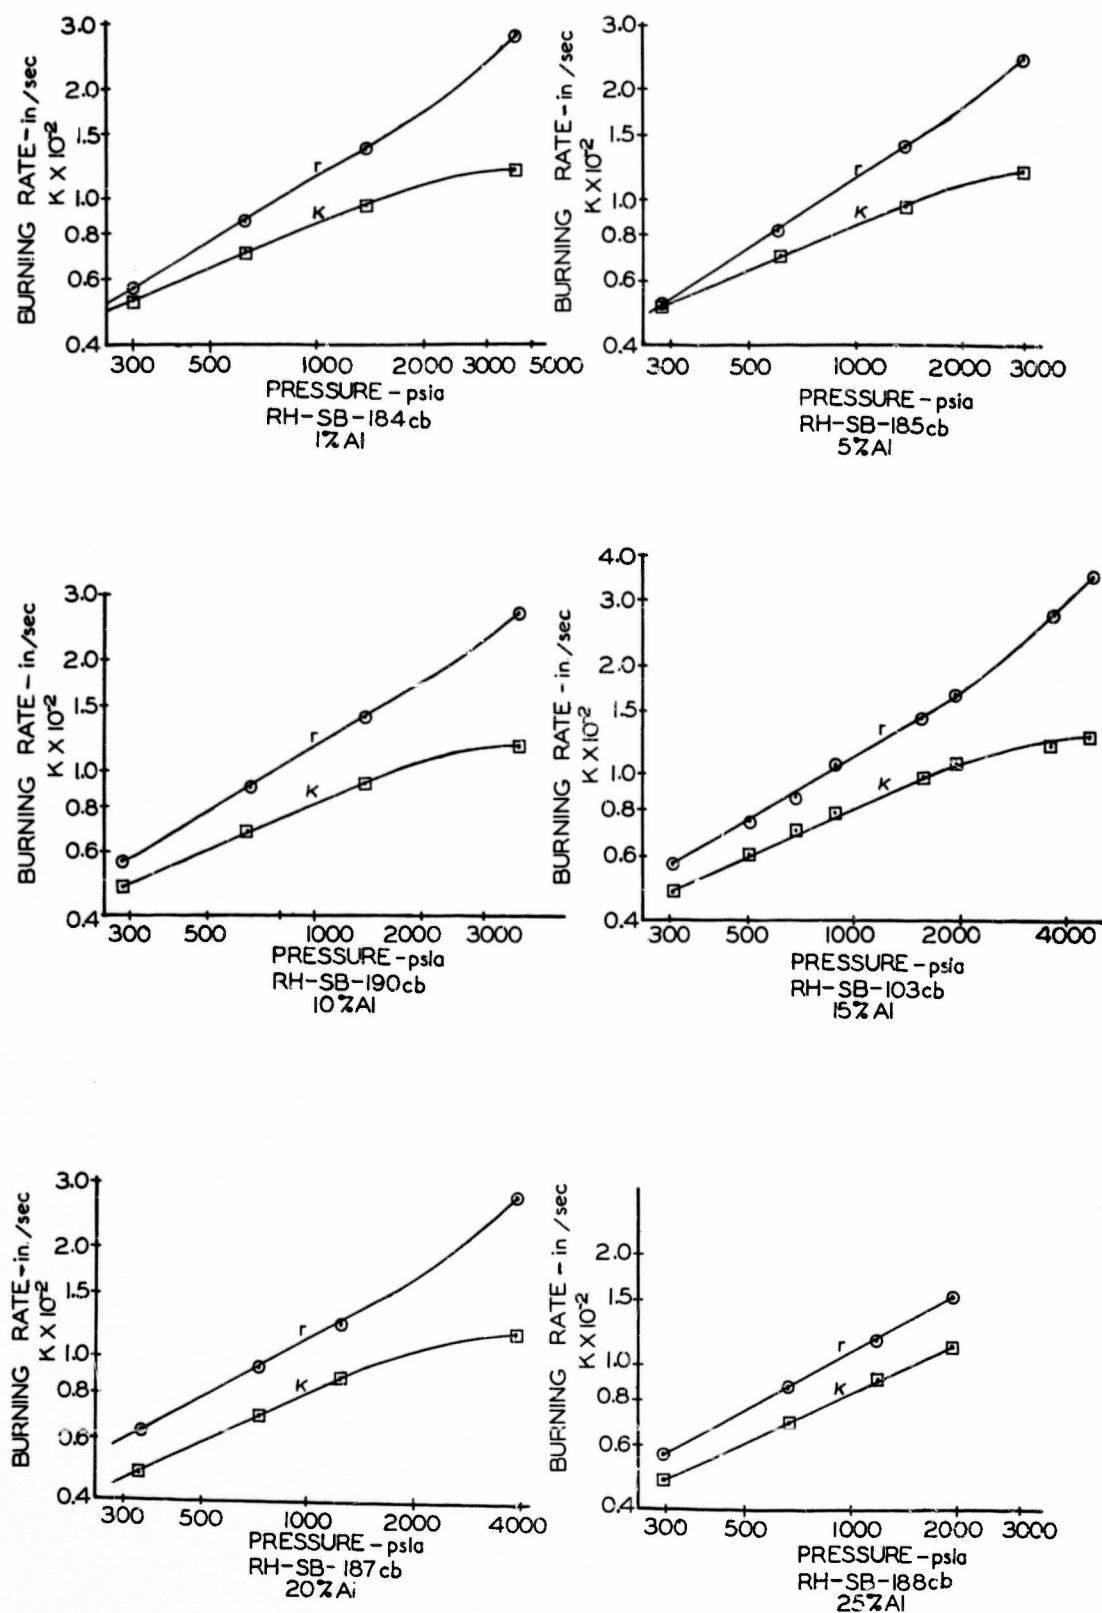 BURNING RATE-in/sec
K X 10⁻²
3.0
2.0
1.5
1.0
0.8
0.6
0.4
r
K
300 500 1000 2000 3000 5000
PRESSURE-psia
RH-SB-184cb
1%Al
BURNING RATE-in/sec
K X 10⁻²
3.0
2.0
1.5
1.0
0.8
0.6
0.4
r
K
300 500 1000 2000 3000
PRESSURE-psia
RH-SB-185cb
5%Al
BURNING RATE-in/sec
K X 10⁻²
3.0
2.0
1.5
1.0
0.8
0.6
0.4
r
K
300 500 1000 2000 3000
PRESSURE-psia
RH-SB-190cb
10%Al
BURNING RATE-in./sec
K X 10⁻²
4.0
3.0
2.0
1.5
1.0
0.8
0.6
0.4
r
K
300 500 1000 2000 4000
PRESSURE-psia
RH-SB-103cb
15%Al
BURNING RATE-in./sec
K X 10⁻²
3.0
2.0
1.5
1.0
0.8
0.6
0.4
r
K
300 500 1000 2000 4000
PRESSURE-psia
RH-SB-187cb
20%Al
BURNING RATE-in/sec
K X 10⁻²
2.0
1.5
1.0
0.8
0.6
0.4
r
K
300 500 1000 2000 3000
PRESSURE-psia
RH-SB-188cb
25%Al